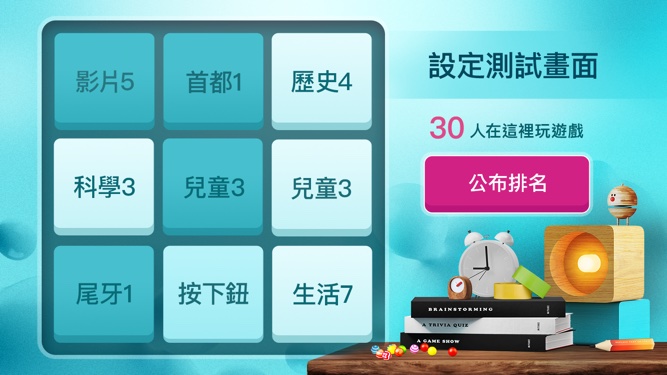 影片5
首都1
歷史4
科學3
兒童3
兒童3
尾牙1
按下鈕
生活7
設定測試畫面
30 人在這裡玩遊戲
公布排名
BRAINSTORMING
A TRIVIA QUIZ
A GAME SHOW